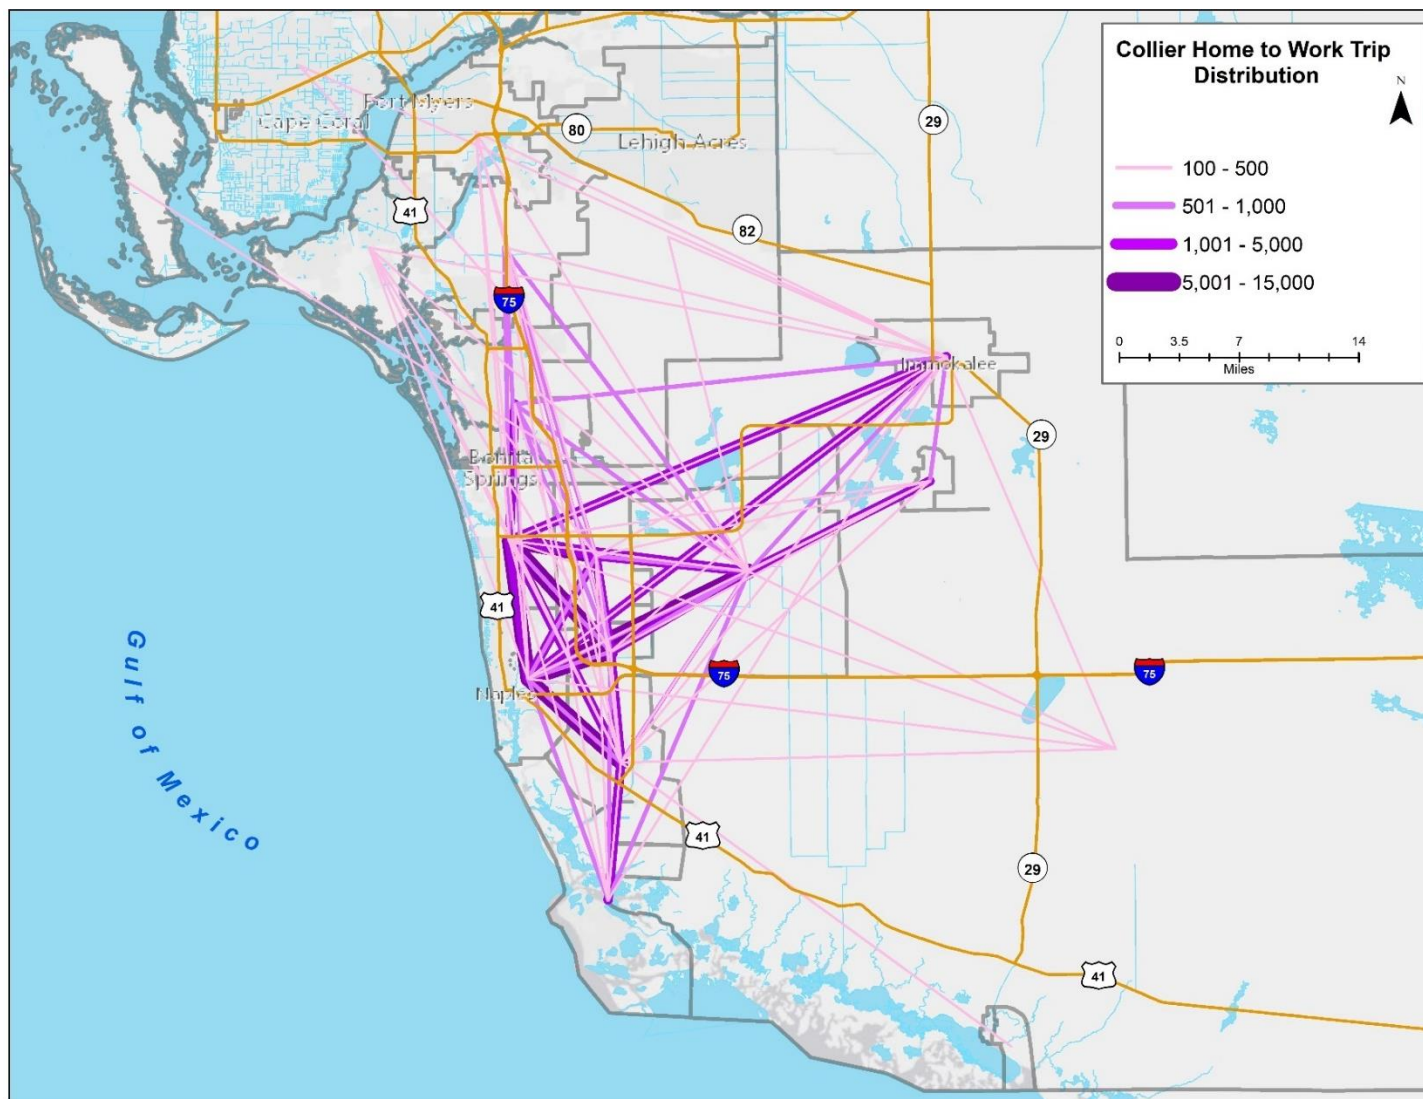 Collier Home to Work Trip
Distribution
N
100 - 500
501 - 1,000
1,001 - 5,000
5,001 - 15,000
0 3.5 7 14
Miles
29
Fort Myers
Cape Coral
80
Lehigh Acres
41
82
75
Immokalee
29
Bonita
Springs
41
75
75
Naples
Gulf of Mexico
41
29
41